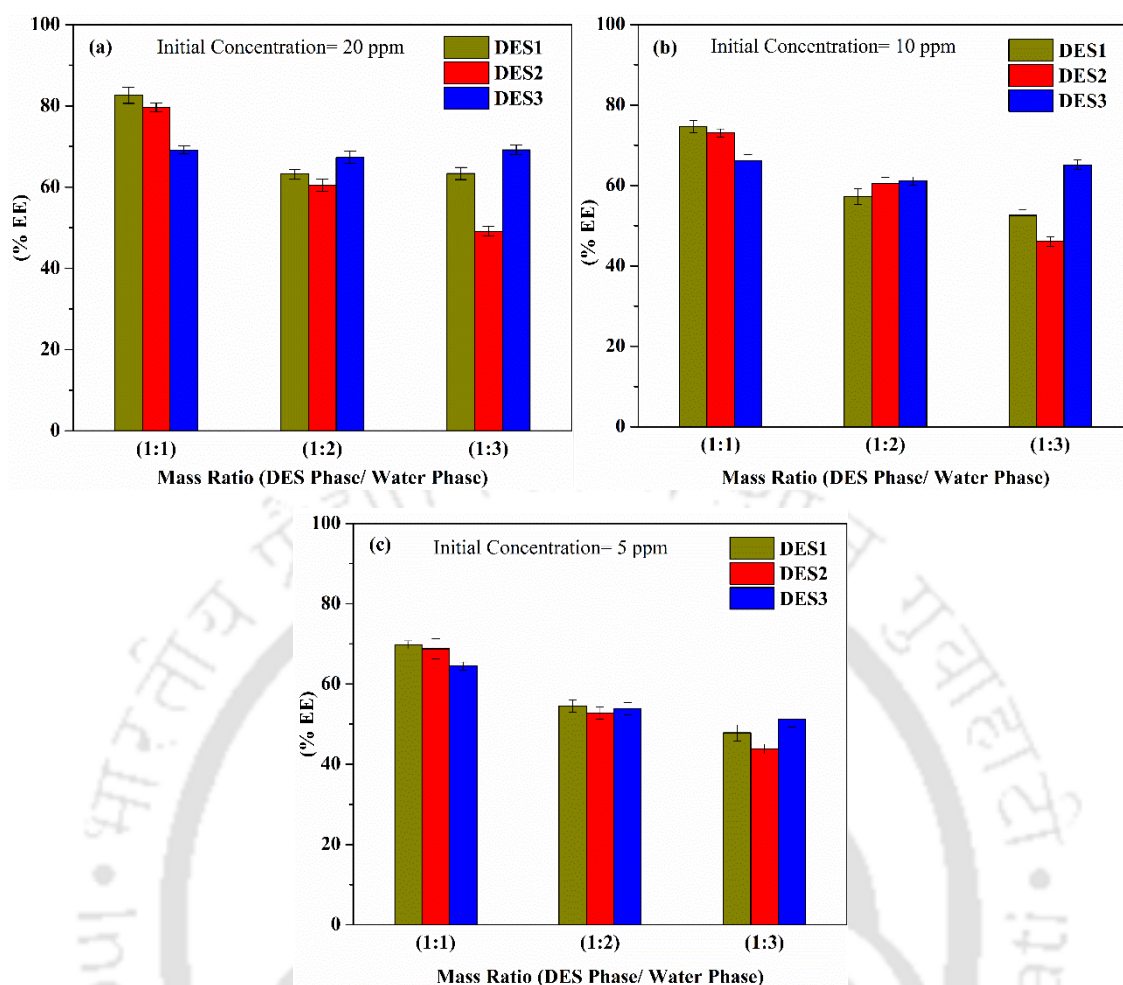 (a) Initial Concentration= 20 ppm
DES1
DES2
DES3
(% EE)
100
80
60
40
20
0
(1:1) (1:2) (1:3)
Mass Ratio (DES Phase/ Water Phase)
(b) Initial Concentration= 10 ppm
DES1
DES2
DES3
(% EE)
100
80
60
40
20
0
(1:1) (1:2) (1:3)
Mass Ratio (DES Phase/ Water Phase)
(c) Initial Concentration= 5 ppm
DES1
DES2
DES3
(% EE)
100
80
60
40
20
0
(1:1) (1:2) (1:3)
Mass Ratio (DES Phase/ Water Phase)